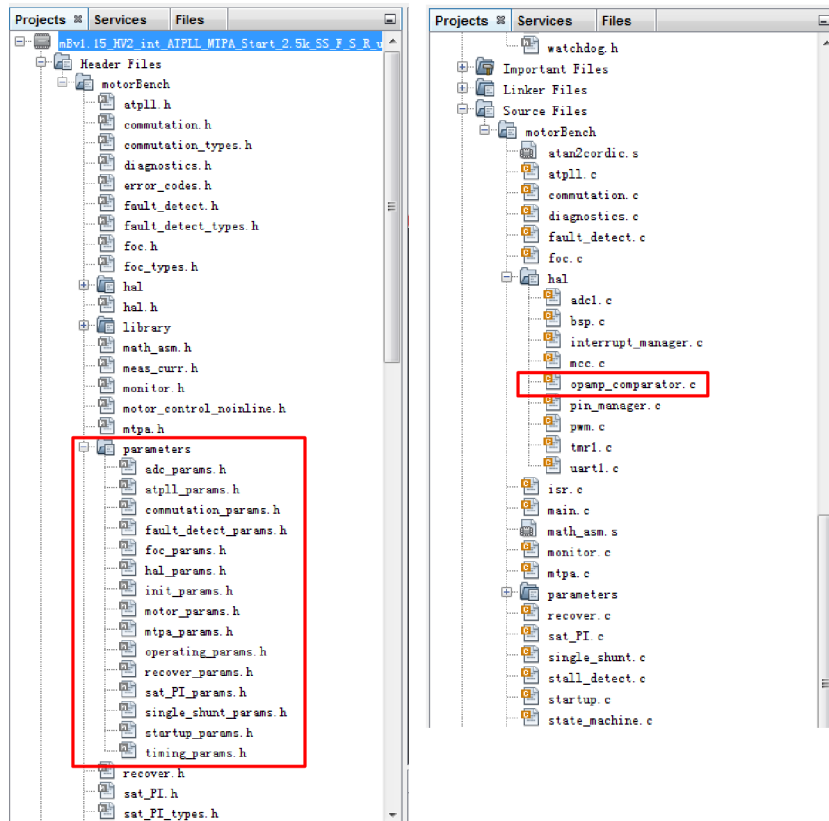 Projects Services Files
mBv1.15_HV2_int_ATPLL_MTPA_Start_2.5k_SS_F_S_R_u
Header Files
motorBench
atpll.h
commutation.h
commutation_types.h
diagnostics.h
error_codes.h
fault_detect.h
fault_detect_types.h
foc.h
foc_types.h
hal
hal.h
library
math_asm.h
meas_curr.h
monitor.h
motor_control_noinline.h
mtpa.h
parameters
adc_params.h
atpll_params.h
commutation_params.h
fault_detect_params.h
foc_params.h
hal_params.h
init_params.h
motor_params.h
mtpa_params.h
operating_params.h
recover_params.h
sat_PI_params.h
single_shunt_params.h
startup_params.h
timing_params.h
recover.h
sat_PI.h
sat_PI_types.h
Projects Services Files
watchdog.h
Important Files
Linker Files
Source Files
motorBench
atan2cordic.s
atpll.c
commutation.c
diagnostics.c
fault_detect.c
foc.c
hal
adc1.c
bsp.c
interrupt_manager.c
mcc.c
opamp_comparator.c
pin_manager.c
pwm.c
tmr1.c
uart1.c
isr.c
main.c
math_asm.s
monitor.c
mtpa.c
parameters
recover.c
sat_PI.c
single_shunt.c
stall_detect.c
startup.c
state_machine.c